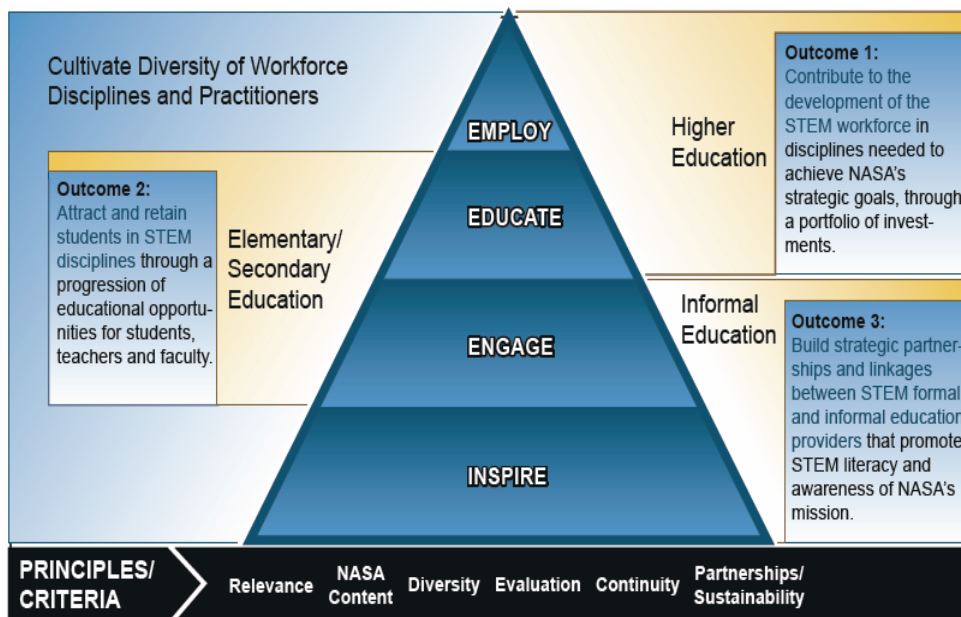 Cultivate Diversity of Workforce
Disciplines and Practitioners
EMPLOY
EDUCATE
ENGAGE
INSPIRE
Higher
Education
Outcome 1:
Contribute to the
development of the
STEM workforce in
disciplines needed to
achieve NASA's
strategic goals, through
a portfolio of invest-
ments.
Outcome 2:
Attract and retain
students in STEM
disciplines through a
progression of
educational opportu-
nities for students,
teachers and faculty.
Elementary/
Secondary
Education
Informal
Education
Outcome 3:
Build strategic partner-
ships and linkages
between STEM formal
and informal education
providers that promote
STEM literacy and
awareness of NASA's
mission.
PRINCIPLES/
CRITERIA
Relevance
NASA
Content
Diversity
Evaluation
Continuity
Partnerships/
Sustainability